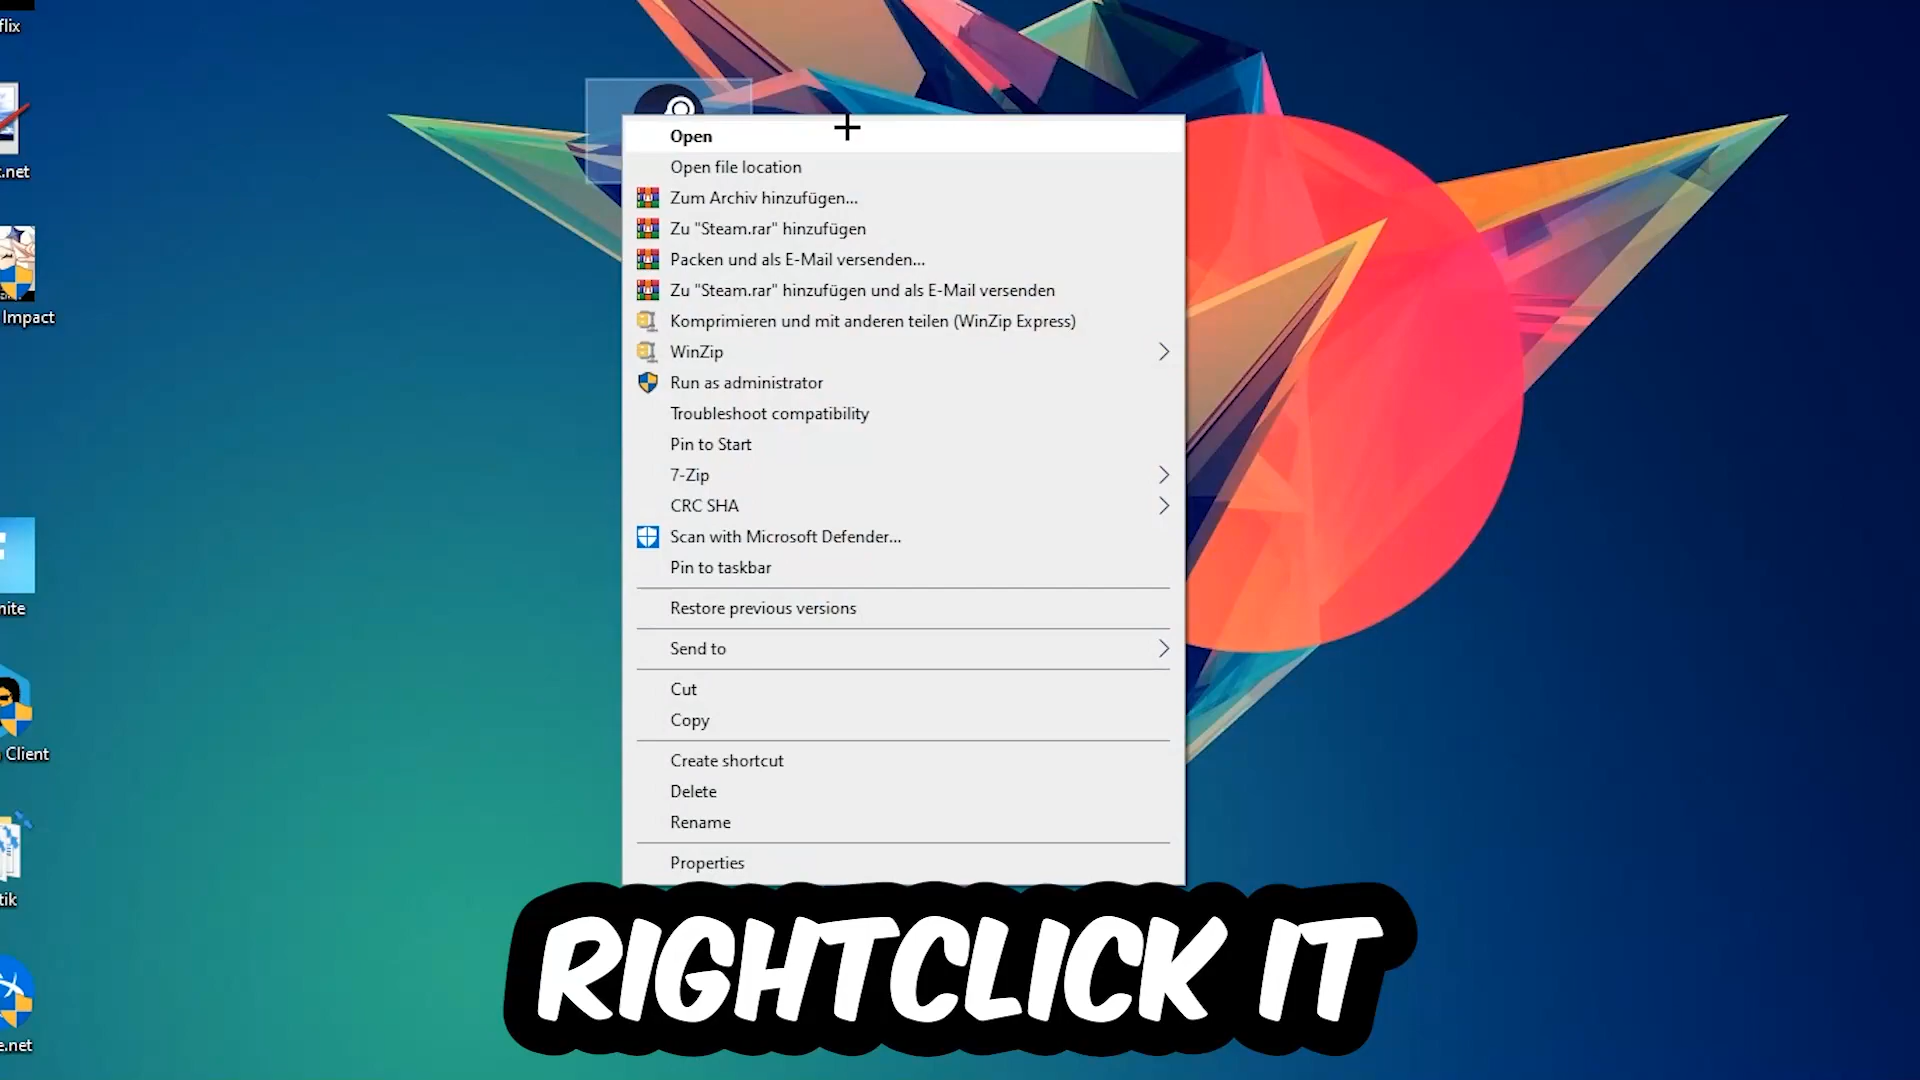 flix
.net
Impact
nite
Client
tik
e.net
Open
Open file location
Zum Archiv hinzufügen...
Zu "Steam.rar" hinzufügen
Packen und als E-Mail versenden...
Zu "Steam.rar" hinzufügen und als E-Mail versenden
Komprimieren und mit anderen teilen (WinZip Express)
WinZip
Run as administrator
Troubleshoot compatibility
Pin to Start
7-Zip
CRC SHA
Scan with Microsoft Defender...
Pin to taskbar
Restore previous versions
Send to
Cut
Copy
Create shortcut
Delete
Rename
Properties
RIGHTCLICK IT